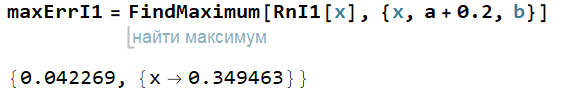 maxErrI1 = FindMaximum[RnI1[x], {x, a + 0.2, b}]
найти максимум
{0.042269, {x → 0.349463}}